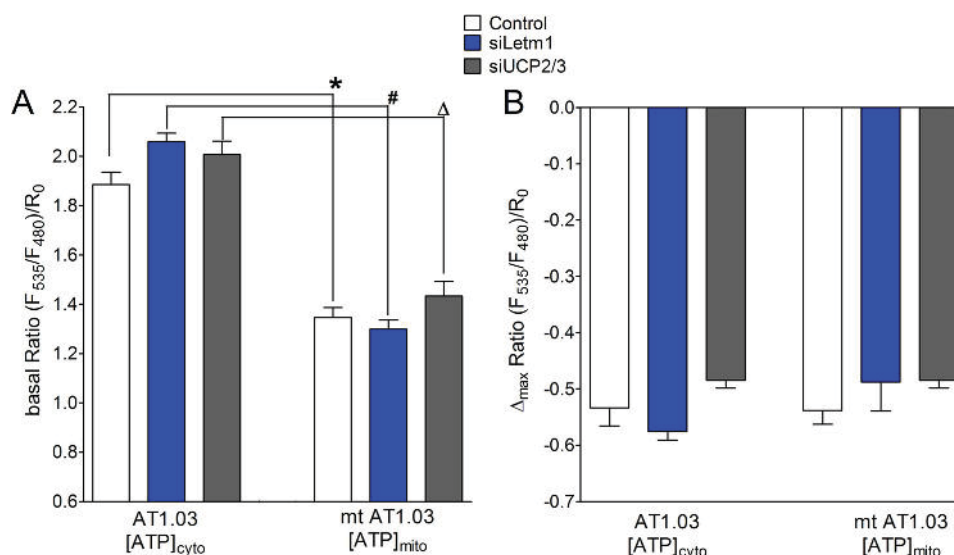 Control
siLetm1
siUCP2/3
A
basal Ratio (F535/F480)/R0
2.2
2.0
1.8
1.6
1.4
1.2
1.0
0.8
0.6
*
#
Δ
AT1.03
[ATP]cyto
mt AT1.03
[ATP]mito
B
Δmax Ratio (F535/F480)/R0
0.0
-0.1
-0.2
-0.3
-0.4
-0.5
-0.6
-0.7
AT1.03
[ATP]cyto
mt AT1.03
[ATP]mito